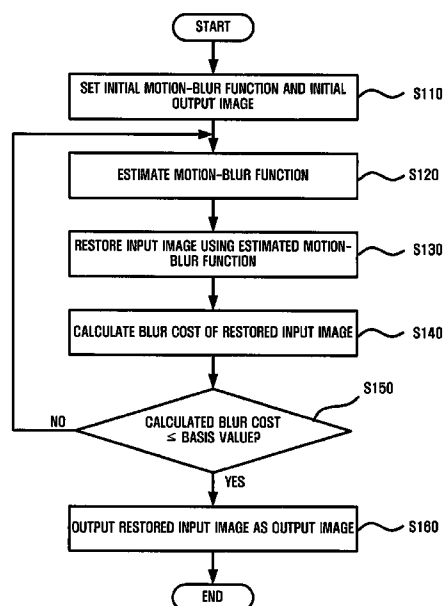 START
SET INITIAL MOTION-BLUR FUNCTION AND INITIAL
OUTPUT IMAGE
S110
ESTIMATE MOTION-BLUR FUNCTION
S120
RESTORE INPUT IMAGE USING ESTIMATED MOTION-
BLUR FUNCTION
S130
CALCULATE BLUR COST OF RESTORED INPUT IMAGE
S140
S150
NO
CALCULATED BLUR COST
≤ BASIS VALUE?
YES
OUTPUT RESTORED INPUT IMAGE AS OUTPUT IMAGE
S160
END